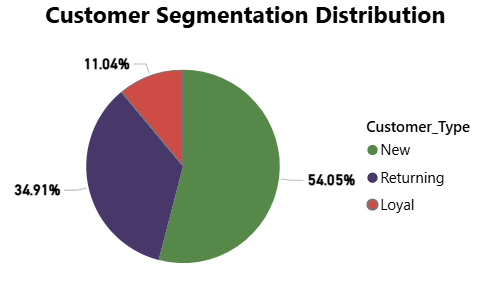 Customer Segmentation Distribution
11.04%
34.91%
54.05%
Customer_Type
New
Returning
Loyal